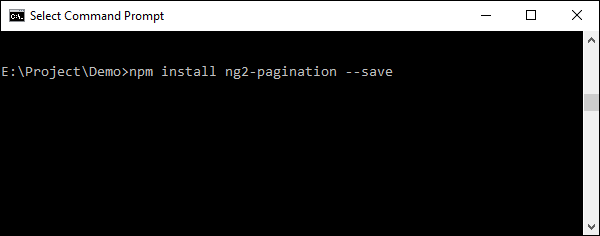 Select Command Prompt
E:\Project\Demo>npm install ng2-pagination --save